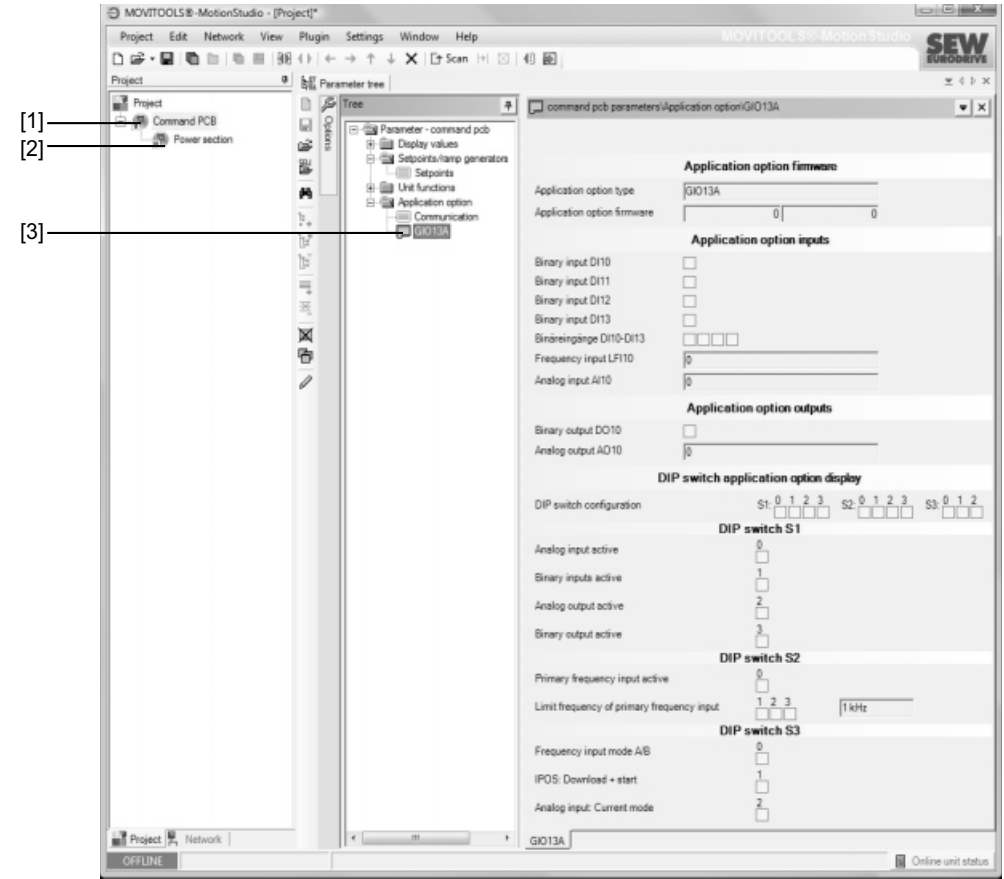 MOVITOOLS®-MotionStudio - [Project]*
Project Edit Network View Plugin Settings Window Help
MOVITOOLS®-MotionStudio
SEW
EURODRIVE
Scan
Project
Parameter tree
Project
[1]
Command PCB
[2]
Power section
Options
Tree
Parameter - command pcb
Display values
Setpoints/ramp generators
Setpoints
Unit functions
Application option
Communication
[3]
GIO13A
command pcb parameters\Application option\GIO13A
Application option firmware
Application option type GIO13A
Application option firmware 0 0
Application option inputs
Binary input DI10
Binary input DI11
Binary input DI12
Binary input DI13
Binäreingänge DI10-DI13
Frequency input LFI10 0
Analog input AI10 0
Application option outputs
Binary output DO10
Analog output AO10 0
DIP switch application option display
DIP switch configuration S1: 0 1 2 3 S2: 0 1 2 3 S3: 0 1 2
DIP switch S1
Analog input active 0
Binary inputs active 1
Analog output active 2
Binary output active 3
DIP switch S2
Primary frequency input active 0
Limit frequency of primary frequency input 1 2 3 1 kHz
DIP switch S3
Frequency input mode A/B 0
IPOS: Download + start 1
Analog input: Current mode 2
Project Network
GIO13A
OFFLINE
Online unit status